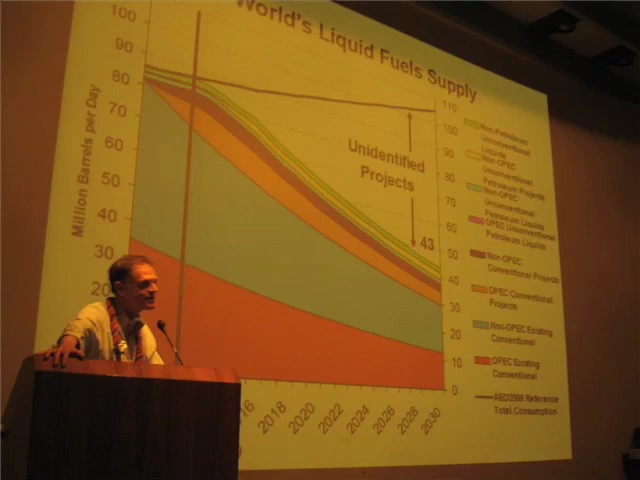 World's Liquid Fuels Supply
Million Barrels per Day
100
90
80
70
60
50
40
30
20
110
100
90
80
70
60
50
40
30
20
10
0
Unidentified
Projects
43
16
2018
2020
2022
2024
2026
2028
2030
Non-Petroleum
Unconventional
Liquids
Non-OPEC
Unconventional
Petroleum Projects
Non-OPEC
Unconventional
Petroleum Liquids
OPEC Unconventional
Petroleum Liquids
Non-OPEC
Conventional Projects
OPEC Conventional
Projects
Non-OPEC Existing
Conventional
OPEC Existing
Conventional
AEO2009 Reference
Total Consumption